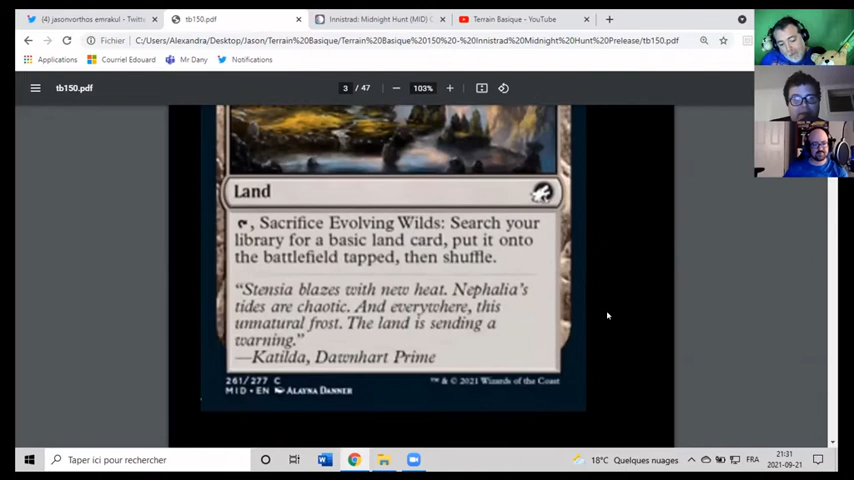 (4) jasonvorthos emrakul - Twitt
tb150.pdf
Innistrad: Midnight Hunt (MID) C
Terrain Basique - YouTube
Fichier
C:/Users/Alexandra/Desktop/Jason/Terrain%20Basique/Terrain%20Basique%20150%20-%20Innistrad%20Midnight%20Hunt%20Prelease/tb150.pdf
Applications
Courriel Edouard
Mr Dany
Notifications
tb150.pdf
3 / 47
103%
Land
, Sacrifice Evolving Wilds: Search your
library for a basic land card, put it onto
the battlefield tapped, then shuffle.
“Stensia blazes with new heat. Nephalia’s
tides are chaotic. And everywhere, this
unnatural frost. The land is sending a
warning.”
—Katilda, Dawnhart Prime
261/277 C
MID • EN ALAYNA DANNER
™ & © 2021 Wizards of the Coast
Taper ici pour rechercher
18°C Quelques nuages
FRA
21:31
2021-09-21